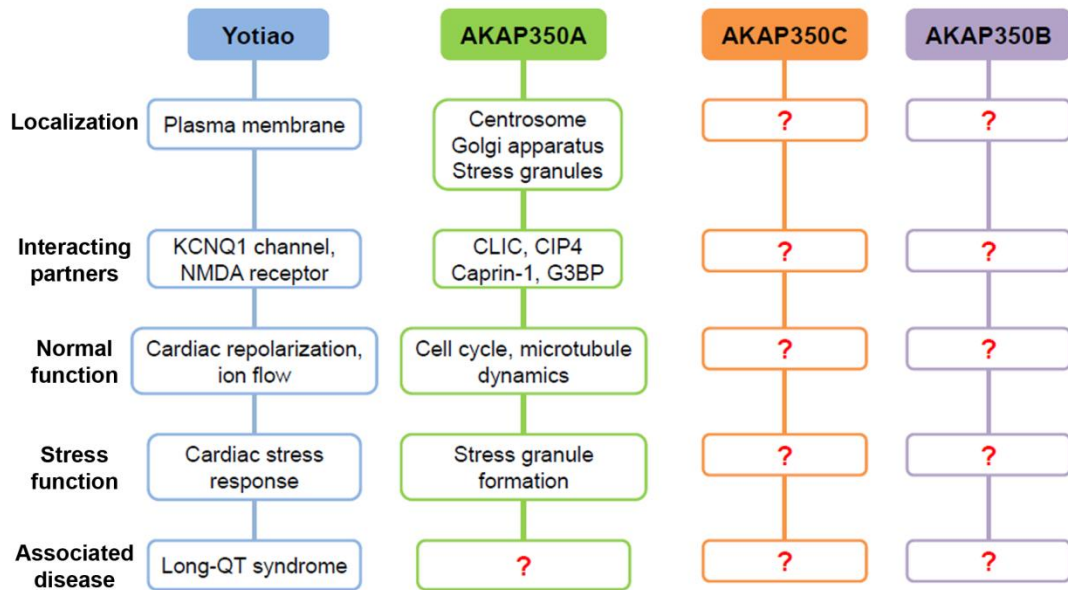 Yotiao
AKAP350A
AKAP350C
AKAP350B
Localization
Plasma membrane
Centrosome
Golgi apparatus
Stress granules
?
?
Interacting
partners
KCNQ1 channel,
NMDA receptor
CLIC, CIP4
Caprin-1, G3BP
?
?
Normal
function
Cardiac repolarization,
ion flow
Cell cycle, microtubule
dynamics
?
?
Stress
function
Cardiac stress
response
Stress granule
formation
?
?
Associated
disease
Long-QT syndrome
?
?
?